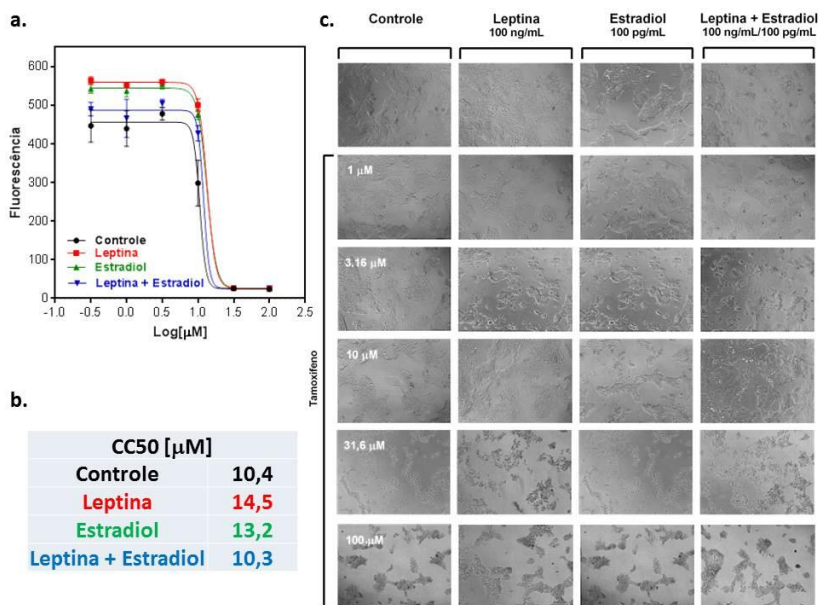 a.
600
500
400
300
200
100
0
Fluorescência
Controle
Leptina
Estradiol
Leptina + Estradiol
-1.0 -0.5 0.0 0.5 1.0 1.5 2.0 2.5
Log[µM]
b.
CC50 [µM]
Controle 10,4
Leptina 14,5
Estradiol 13,2
Leptina + Estradiol 10,3
c.
Controle
Leptina
100 ng/mL
Estradiol
100 pg/mL
Leptina + Estradiol
100 ng/mL/100 pg/mL
Tamoxifeno
1 µM
3,16 µM
10 µM
31,6 µM
100 µM